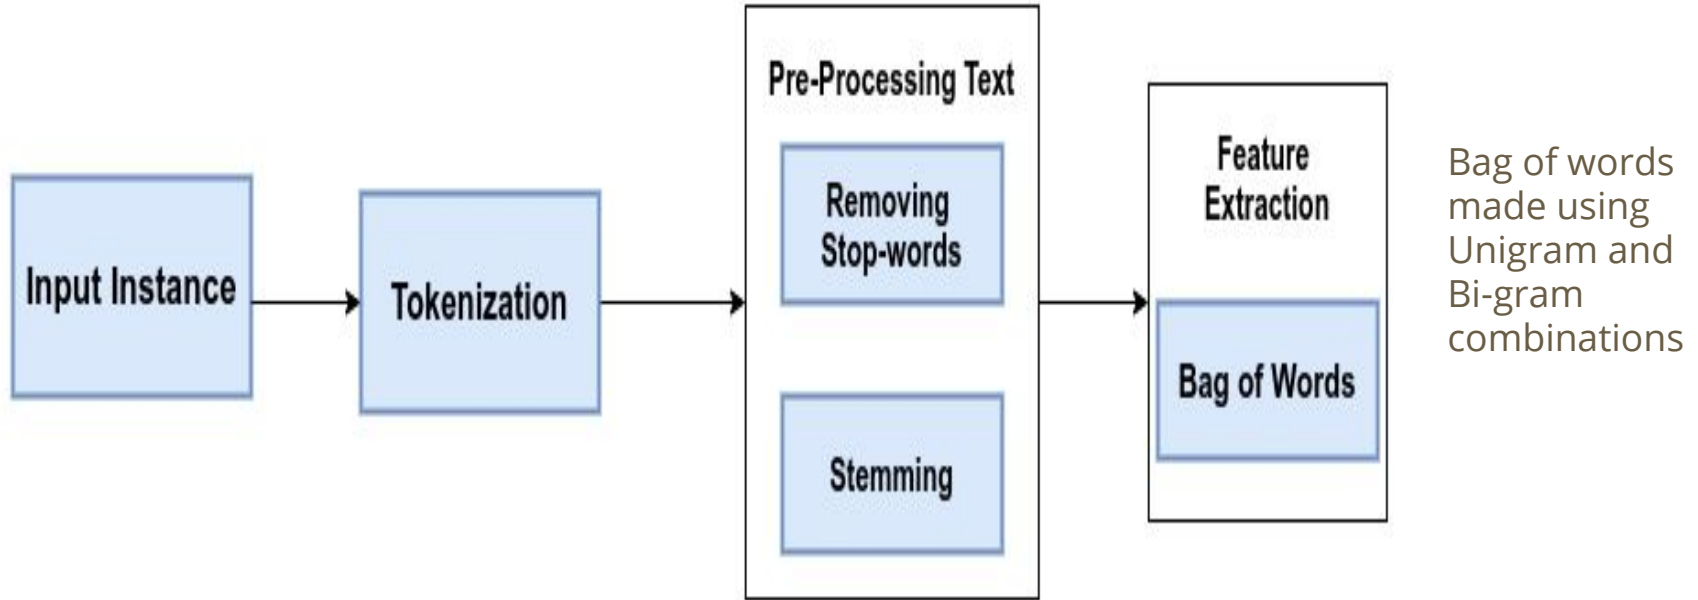 Input Instance
Tokenization
Pre-Processing Text
Removing
Stop-words
Stemming
Feature
Extraction
Bag of Words
Bag of words
made using
Unigram and
Bi-gram
combinations